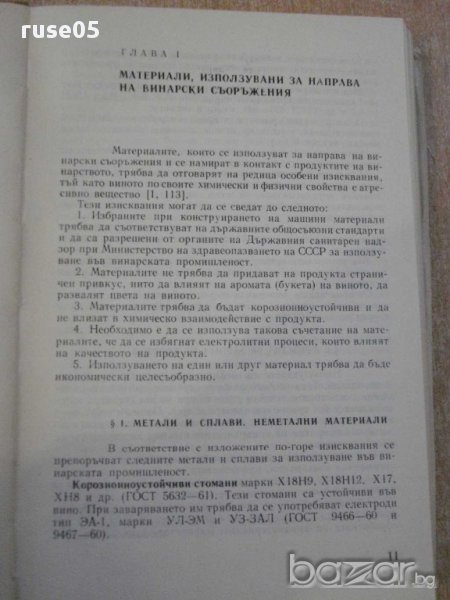 ruse05
ГЛАВА I
МАТЕРИАЛИ, ИЗПОЛЗУВАНИ ЗА НАПРАВА
НА ВИНАРСКИ СЪОРЪЖЕНИЯ
Материалите, които се използуват за направа на ви-
нарски съоръжения и се намират в контакт с продуктите на ви-
нарството, трябва да отговарят на редица особени изисквания,
тъй като виното по своите химически и физични свойства е агре-
сивно вещество [1, 113].
Тези изисквания могат да се сведат до следното:
1. Избраните при конструирането на машини материали
трябва да съответствуват на държавните общосъюзни стандарти
и да са разрешени от органите на Държавния санитарен над-
зор при Министерство на здравеопазването на СССР за използу-
ване във винарската промишленост.
2. Материалите не трябва да придават на продукта страни-
чен привкус, нито да влияят на аромата (букета) на виното, да
развалят цвета на виното.
3. Материалите трябва да бъдат корозионоустойчиви и да
не влизат в химическо взаимодействие с продукта.
4. Необходимо е да се използува такова съчетание на мате-
риалите, че да се избягнат електролитни процеси, които влияят
на качеството на продукта.
5. Използуването на един или друг материал трябва да бъде
икономически целесъобразно.
§ 1. МЕТАЛИ И СПЛАВИ. НЕМЕТАЛНИ МАТЕРИАЛИ
В съответствие с изложените по-горе изисквания се
препоръчват следните метали и сплави за използуване във ви-
нарската промишленост.
Корозионноустойчиви стомани марки Х18Н9, Х18Н12, Х17,
ХН8 и др. (ГОСТ 5632—61). Тези стомани са устойчиви във
вино. При заваряването им трябва да се употребяват електроди
тип ЭА-1, марки УЛ-ЭМ и УЗ-ЗАЛ (ГОСТ 9466—60 и
9467—60).
11
bazar.bg